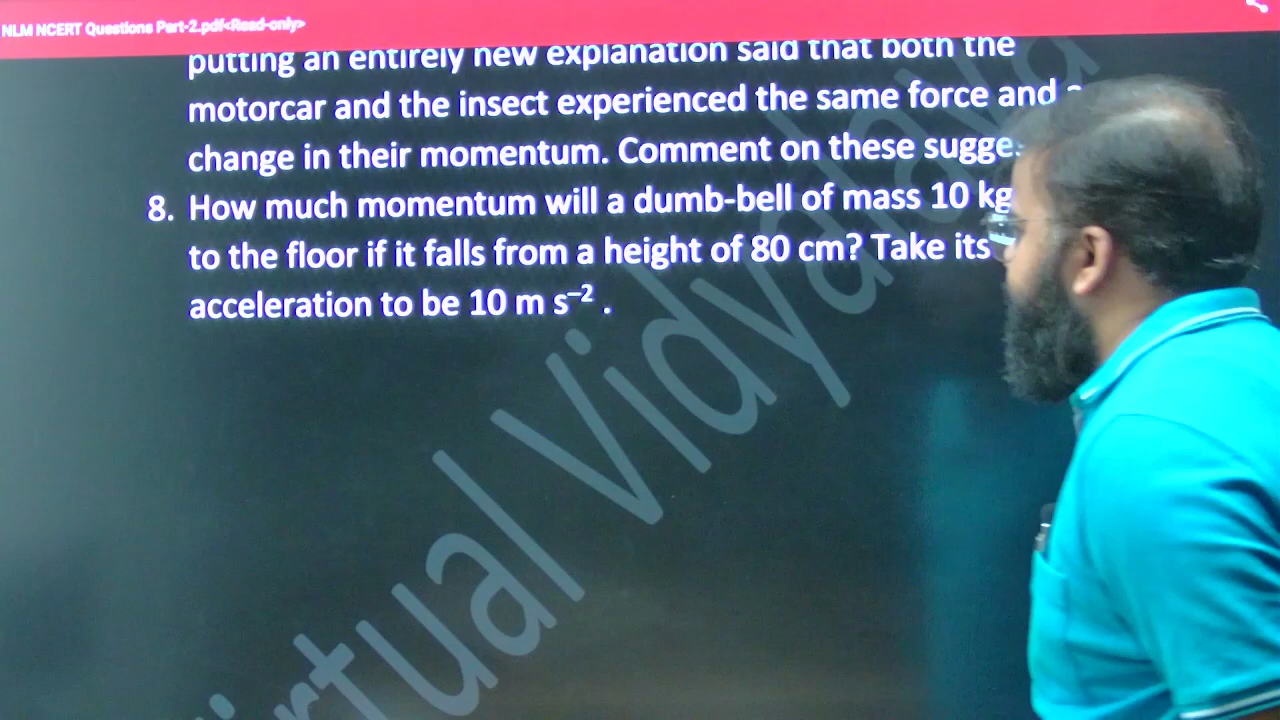 NLM NCERT Questions Part-2.pdf<Read-only>
putting an entirely new explanation said that both the
motorcar and the insect experienced the same force and
change in their momentum. Comment on these
8. How much momentum will a dumb-bell of mass 10 kg
to the floor if it falls from a height of 80 cm? Take its
acceleration to be 10 m s⁻² .
Virtual Vidyalaya